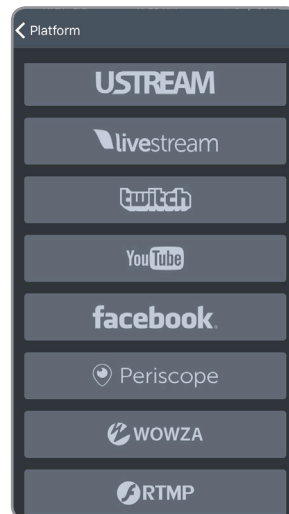 Platform
USTREAM
livestream
twitch
YouTube
facebook
Periscope
WOWZA
RTMP